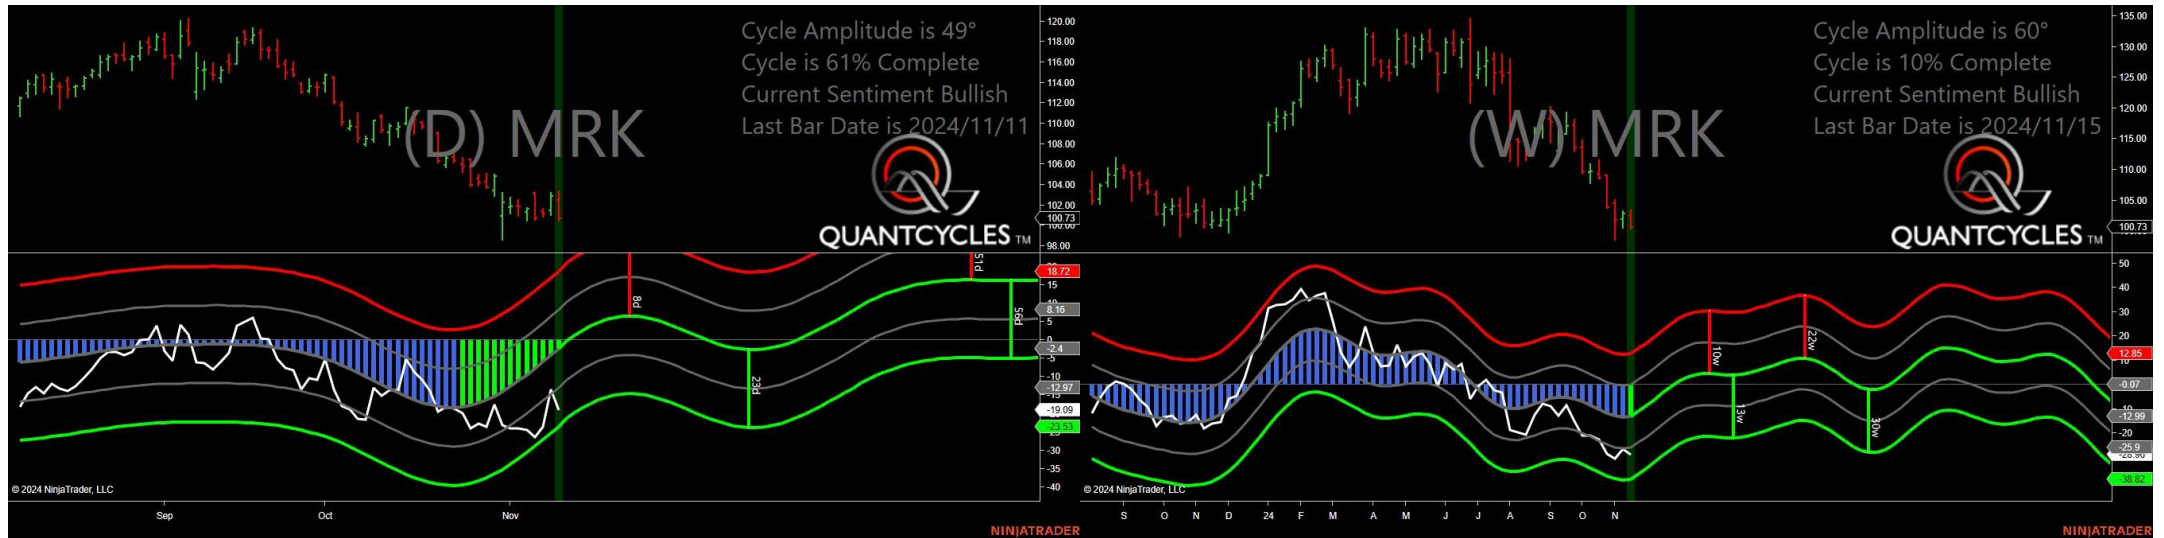 Cycle Amplitude is 49°
Cycle is 61% Complete
Current Sentiment Bullish
Last Bar Date is 2024/11/11
(D) MRK
QUANTCYCLES TM
120.00
118.00
116.00
114.00
112.00
110.00
108.00
106.00
104.00
102.00
100.73
100.00
98.00
51d
8d
56d
23d
18.72
15
8.16
5
0
-2.4
-5
-10
-12.97
-15
-19.09
-23.53
-30
-35
-40
© 2024 NinjaTrader, LLC
Sep
Oct
Nov
NINJATRADER
Cycle Amplitude is 60°
Cycle is 10% Complete
Current Sentiment Bullish
Last Bar Date is 2024/11/15
(W) MRK
QUANTCYCLES TM
135.00
130.00
125.00
120.00
115.00
110.00
105.00
100.73
10w
22w
13w
30w
50
40
30
20
12.85
-0.07
-12.99
-20
-25.9
-28.96
-38.82
© 2024 NinjaTrader, LLC
S
O
N
D
24
F
M
A
M
J
J
A
S
O
N
NINJATRADER